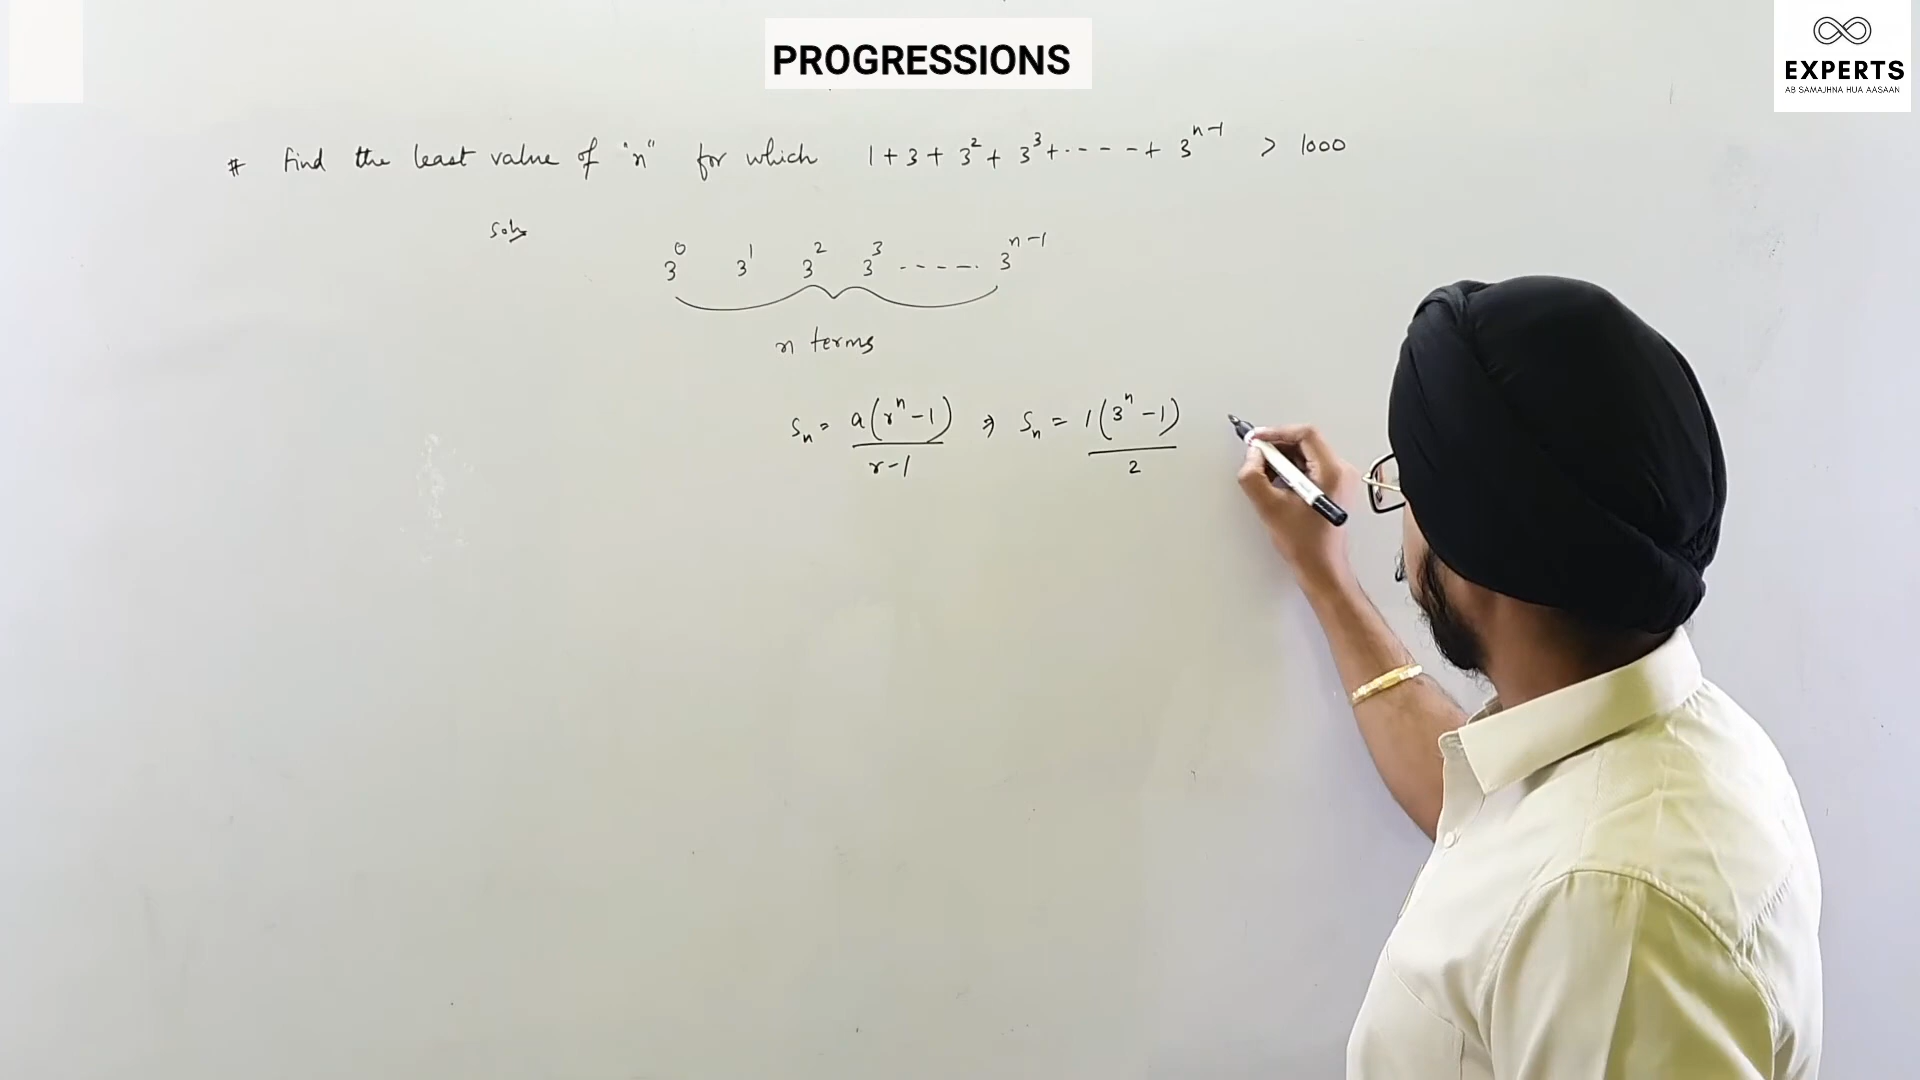 PROGRESSIONS
EXPERTS
AB SAMAJHNA HUA AASAAN
# Find the least value of "n" for which 1 + 3 + 3² + 3³ + ---- + 3ⁿ⁻¹ > 1000
Soln
3⁰ 3¹ 3² 3³ ----- 3ⁿ⁻¹
n terms
Sₙ = a(rⁿ - 1) / r - 1 ⇒ Sₙ = 1(3ⁿ - 1) / 2